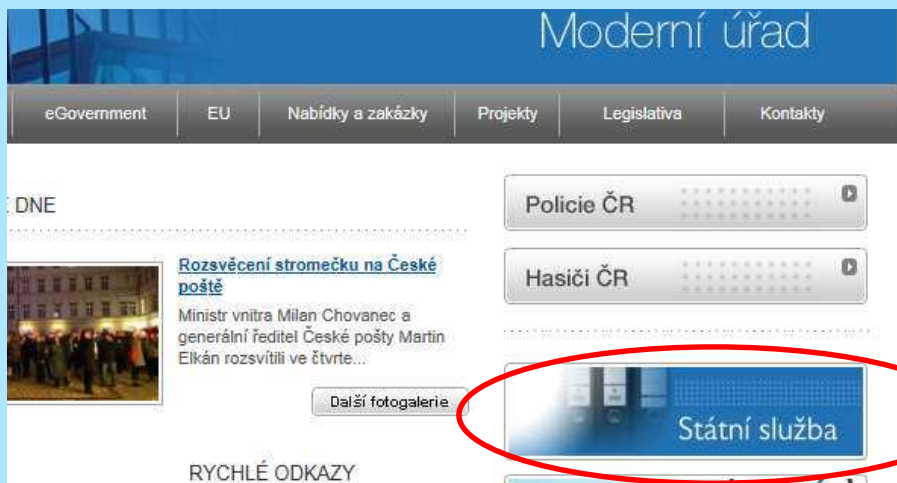 Moderní úřad
eGovernment EU Nabídky a zakázky Projekty Legislativa Kontakty
DNE
Policie ČR
Rozsvěcení stromečku na České
poště
Ministr vnitra Milan Chovanec a
generální ředitel České pošty Martin
Elkán rozsvítili ve čtvrte...
Další fotogalerie
Hasiči ČR
Státní služba
RYCHLÉ ODKAZY